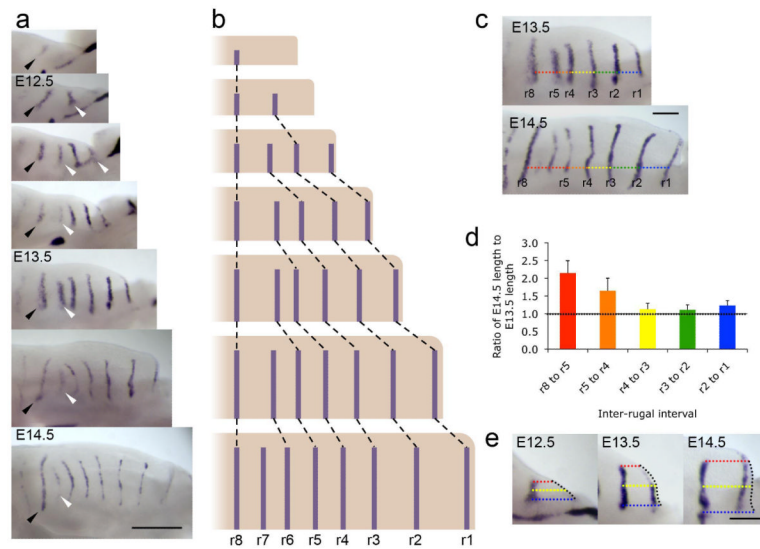 a
E12.5
E13.5
E14.5
b
r8 r7 r6 r5 r4 r3 r2 r1
c
E13.5
r8 r5 r4 r3 r2 r1
E14.5
r8 r5 r4 r3 r2 r1
d
Ratio of E14.5 length to
E13.5 length
3.0
2.5
2.0
1.5
1.0
0.5
0.0
r8 to r5
r5 to r4
r4 to r3
r3 to r2
r2 to r1
Inter-rugal interval
e
E12.5 E13.5 E14.5